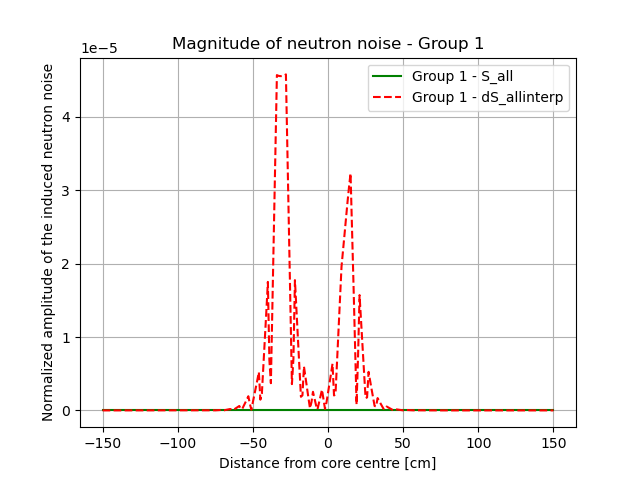 Magnitude of neutron noise - Group 1
1e−5
Group 1 - S_all
Group 1 - dS_allinterp
Normalized amplitude of the induced neutron noise
4
3
2
1
0
−150 −100 −50 0 50 100 150
Distance from core centre [cm]